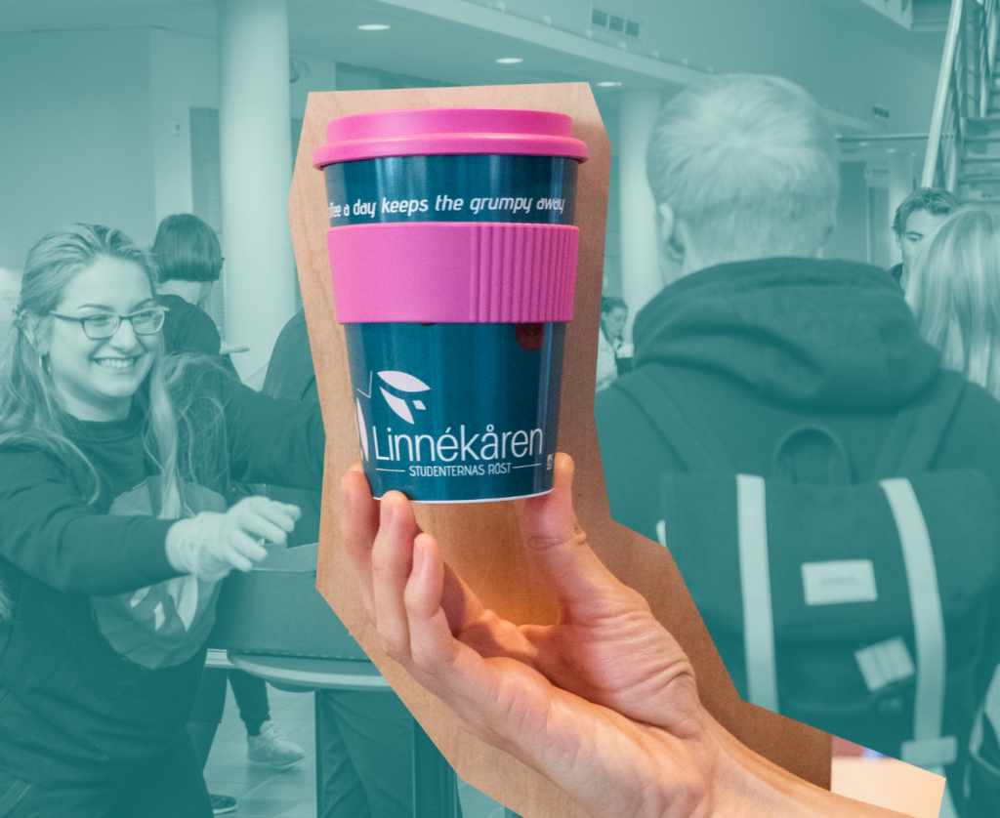 a day keeps the grumpy away
Linnékåren
STUDENTERNAS RÖST